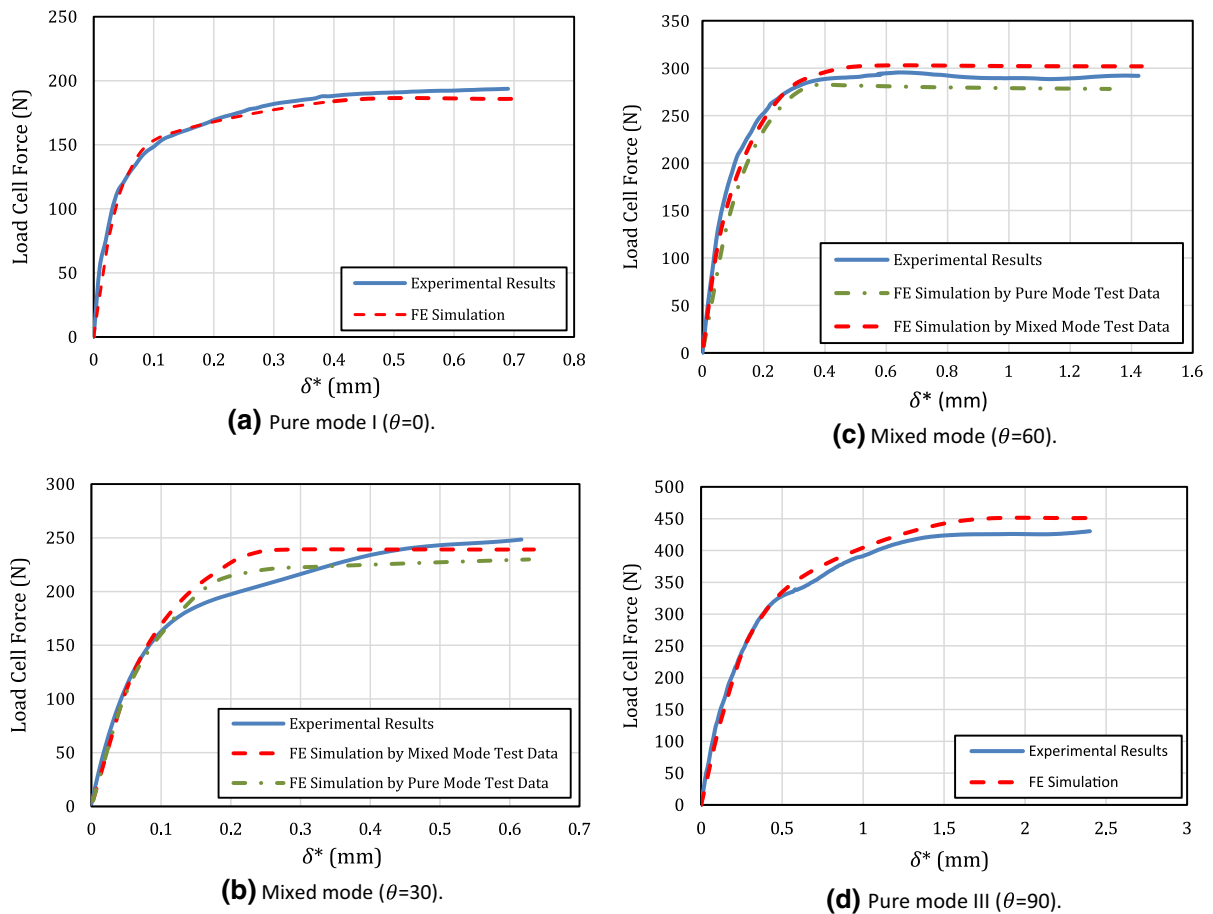 250
200
150
100
50
0
0 0.1 0.2 0.3 0.4 0.5 0.6 0.7 0.8
Load Cell Force (N)
δ* (mm)
Experimental Results
FE Simulation
(a) Pure mode I (θ=0).
350
300
250
200
150
100
50
0
0 0.2 0.4 0.6 0.8 1 1.2 1.4 1.6
Load Cell Force (N)
δ* (mm)
Experimental Results
FE Simulation by Pure Mode Test Data
FE Simulation by Mixed Mode Test Data
(c) Mixed mode (θ=60).
300
250
200
150
100
50
0
0 0.1 0.2 0.3 0.4 0.5 0.6 0.7
Load Cell Force (N)
δ* (mm)
Experimental Results
FE Simulation by Mixed Mode Test Data
FE Simulation by Pure Mode Test Data
(b) Mixed mode (θ=30).
500
450
400
350
300
250
200
150
100
50
0
0 0.5 1 1.5 2 2.5 3
Load Cell Force (N)
δ* (mm)
Experimental Results
FE Simulation
(d) Pure mode III (θ=90).